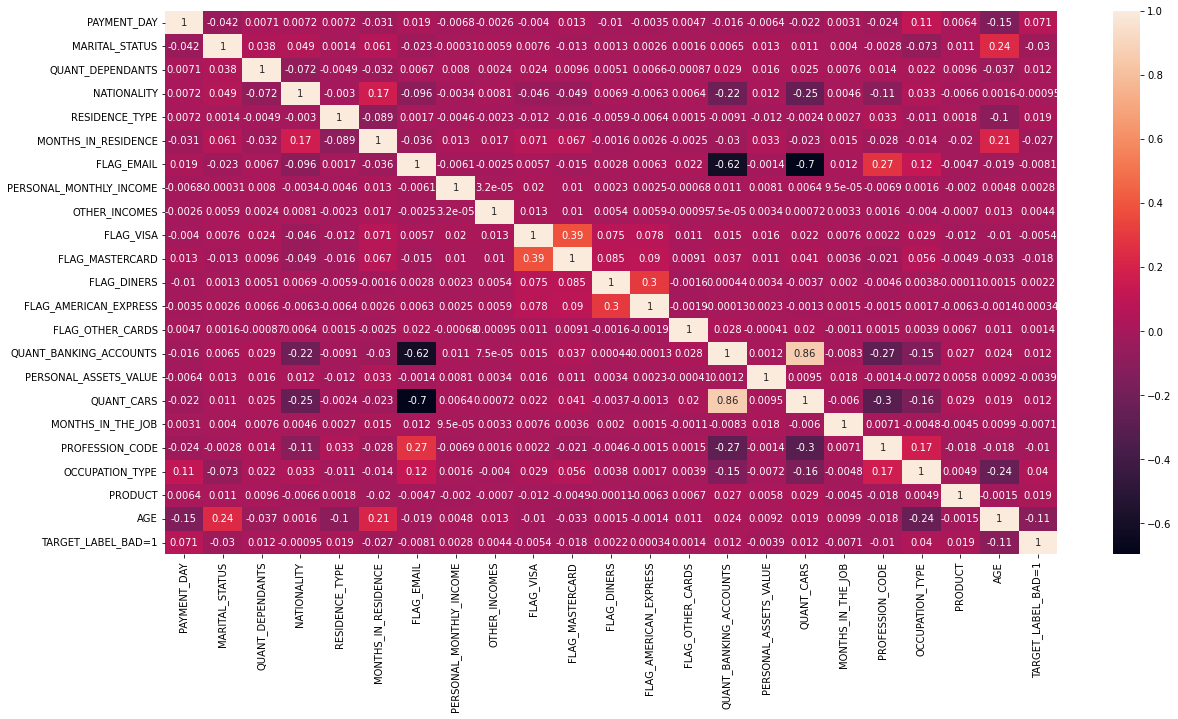 PAYMENT_DAY 1 -0.042 0.0071 0.0072 0.0072 -0.031 0.019 -0.0068 -0.0026 -0.004 0.013 -0.01 -0.0035 0.0047 -0.016 -0.0064 -0.022 0.0031 -0.024 0.11 0.0064 -0.15 0.071
MARITAL_STATUS -0.042 1 0.038 0.049 0.0014 0.061 -0.023 -0.00031 0.0059 0.0076 -0.013 0.0013 0.0026 0.0016 0.0065 0.013 0.011 0.004 -0.0028 -0.073 0.011 0.24 -0.03
QUANT_DEPENDANTS 0.0071 0.038 1 -0.072 -0.0049 -0.032 0.0067 0.008 0.0024 0.024 0.0096 0.0051 0.0066 -0.00087 0.029 0.016 0.025 0.0076 0.014 0.022 0.0096 -0.037 0.012
NATIONALITY 0.0072 0.049 -0.072 1 -0.003 0.17 -0.096 -0.0034 0.0081 -0.046 -0.049 0.0069 -0.0063 0.0064 -0.22 0.012 -0.25 0.0046 -0.11 0.033 -0.0066 0.0016 -0.00095
RESIDENCE_TYPE 0.0072 0.0014 -0.0049 -0.003 1 -0.089 0.0017 -0.0046 -0.0023 -0.012 -0.016 -0.0059 -0.0064 0.0015 -0.0091 -0.012 -0.0024 0.0027 0.033 -0.011 0.0018 -0.1 0.019
MONTHS_IN_RESIDENCE -0.031 0.061 -0.032 0.17 -0.089 1 -0.036 0.013 0.017 0.071 0.067 -0.0016 0.0026 -0.0025 -0.03 0.033 -0.023 0.015 -0.028 -0.014 -0.02 0.21 -0.027
FLAG_EMAIL 0.019 -0.023 0.0067 -0.096 0.0017 -0.036 1 -0.0061 -0.0025 0.0057 -0.015 0.0028 0.0063 0.022 -0.62 -0.0014 -0.7 0.012 0.27 0.12 -0.0047 -0.019 -0.0081
PERSONAL_MONTHLY_INCOME -0.0068 -0.00031 0.008 -0.0034 -0.0046 0.013 -0.0061 1 3.2e-05 0.02 0.01 0.0023 0.0025 -0.00068 0.011 0.0081 0.0064 9.5e-05 -0.0069 0.0016 -0.002 0.0048 0.0028
OTHER_INCOMES -0.0026 0.0059 0.0024 0.0081 -0.0023 0.017 -0.0025 3.2e-05 1 0.013 0.01 0.0054 0.0059 -0.00095 7.5e-05 0.0034 0.00072 0.0033 0.0016 -0.004 -0.0007 0.013 0.0044
FLAG_VISA -0.004 0.0076 0.024 -0.046 -0.012 0.071 0.0057 0.02 0.013 1 0.39 0.075 0.078 0.011 0.015 0.016 0.022 0.0076 0.0022 0.029 -0.012 -0.01 -0.0054
FLAG_MASTERCARD 0.013 -0.013 0.0096 -0.049 -0.016 0.067 -0.015 0.01 0.01 0.39 1 0.085 0.09 0.0091 0.037 0.011 0.041 0.0036 -0.021 0.056 -0.0049 -0.033 -0.018
FLAG_DINERS -0.01 0.0013 0.0051 0.0069 -0.0059 -0.0016 0.0028 0.0023 0.0054 0.075 0.085 1 0.3 -0.0016 0.00044 0.0034 -0.0037 0.002 -0.0046 0.0038 -0.00011 0.0015 0.0022
FLAG_AMERICAN_EXPRESS -0.0035 0.0026 0.0066 -0.0063 -0.0064 0.0026 0.0063 0.0025 0.0059 0.078 0.09 0.3 1 -0.0019 -0.00013 0.0023 -0.0013 0.0015 -0.0015 0.0017 -0.0063 -0.0014 0.00034
FLAG_OTHER_CARDS 0.0047 0.0016 -0.00087 0.0064 0.0015 -0.0025 0.022 -0.00068 -0.00095 0.011 0.0091 -0.0016 -0.0019 1 0.028 -0.00041 0.02 -0.0011 0.0015 0.0039 0.0067 0.011 0.0014
QUANT_BANKING_ACCOUNTS -0.016 0.0065 0.029 -0.22 -0.0091 -0.03 -0.62 0.011 7.5e-05 0.015 0.037 0.00044 -0.00013 0.028 1 0.0012 0.86 -0.0083 -0.27 -0.15 0.027 0.024 0.012
PERSONAL_ASSETS_VALUE -0.0064 0.013 0.016 0.012 -0.012 0.033 -0.0014 0.0081 0.0034 0.016 0.011 0.0034 0.0023 -0.00041 0.0012 1 0.0095 0.018 -0.0014 -0.0072 0.0058 0.0092 -0.0039
QUANT_CARS -0.022 0.011 0.025 -0.25 -0.0024 -0.023 -0.7 0.0064 0.00072 0.022 0.041 -0.0037 -0.0013 0.02 0.86 0.0095 1 -0.006 -0.3 -0.16 0.029 0.019 0.012
MONTHS_IN_THE_JOB 0.0031 0.004 0.0076 0.0046 0.0027 0.015 0.012 9.5e-05 0.0033 0.0076 0.0036 0.002 0.0015 -0.0011 -0.0083 0.018 -0.006 1 0.0071 -0.0048 -0.0045 0.0099 -0.0071
PROFESSION_CODE -0.024 -0.0028 0.014 -0.11 0.033 -0.028 0.27 -0.0069 0.0016 0.0022 -0.021 -0.0046 -0.0015 0.0015 -0.27 -0.0014 -0.3 0.0071 1 0.17 -0.018 -0.018 -0.01
OCCUPATION_TYPE 0.11 -0.073 0.022 0.033 -0.011 -0.014 0.12 0.0016 -0.004 0.029 0.056 0.0038 0.0017 0.0039 -0.15 -0.0072 -0.16 -0.0048 0.17 1 0.0049 -0.24 0.04
PRODUCT 0.0064 0.011 0.0096 -0.0066 0.0018 -0.02 -0.0047 -0.002 -0.0007 -0.012 -0.0049 -0.00011 -0.0063 0.0067 0.027 0.0058 0.029 -0.0045 -0.018 0.0049 1 -0.0015 0.019
AGE -0.15 0.24 -0.037 0.0016 -0.1 0.21 -0.019 0.0048 0.013 -0.01 -0.033 0.0015 -0.0014 0.011 0.024 0.0092 0.019 0.0099 -0.018 -0.24 -0.0015 1 -0.11
TARGET_LABEL_BAD=1 0.071 -0.03 0.012 -0.00095 0.019 -0.027 -0.0081 0.0028 0.0044 -0.0054 -0.018 0.0022 0.00034 0.0014 0.012 -0.0039 0.012 -0.0071 -0.01 0.04 0.019 -0.11 1
PAYMENT_DAY
MARITAL_STATUS
QUANT_DEPENDANTS
NATIONALITY
RESIDENCE_TYPE
MONTHS_IN_RESIDENCE
FLAG_EMAIL
PERSONAL_MONTHLY_INCOME
OTHER_INCOMES
FLAG_VISA
FLAG_MASTERCARD
FLAG_DINERS
FLAG_AMERICAN_EXPRESS
FLAG_OTHER_CARDS
QUANT_BANKING_ACCOUNTS
PERSONAL_ASSETS_VALUE
QUANT_CARS
MONTHS_IN_THE_JOB
PROFESSION_CODE
OCCUPATION_TYPE
PRODUCT
AGE
TARGET_LABEL_BAD=1
1.0
0.8
0.6
0.4
0.2
0.0
−0.2
−0.4
−0.6